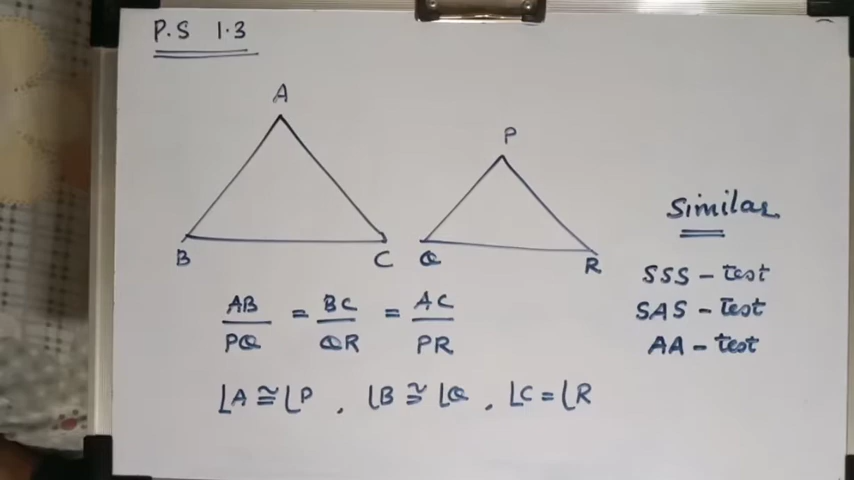 P.S 1.3
A
P
B
C
Q
R
AB/PQ = BC/QR = AC/PR
∠A ≅ ∠P , ∠B ≅ ∠Q , ∠C = ∠R
Similar
SSS - test
SAS - Test
AA - test